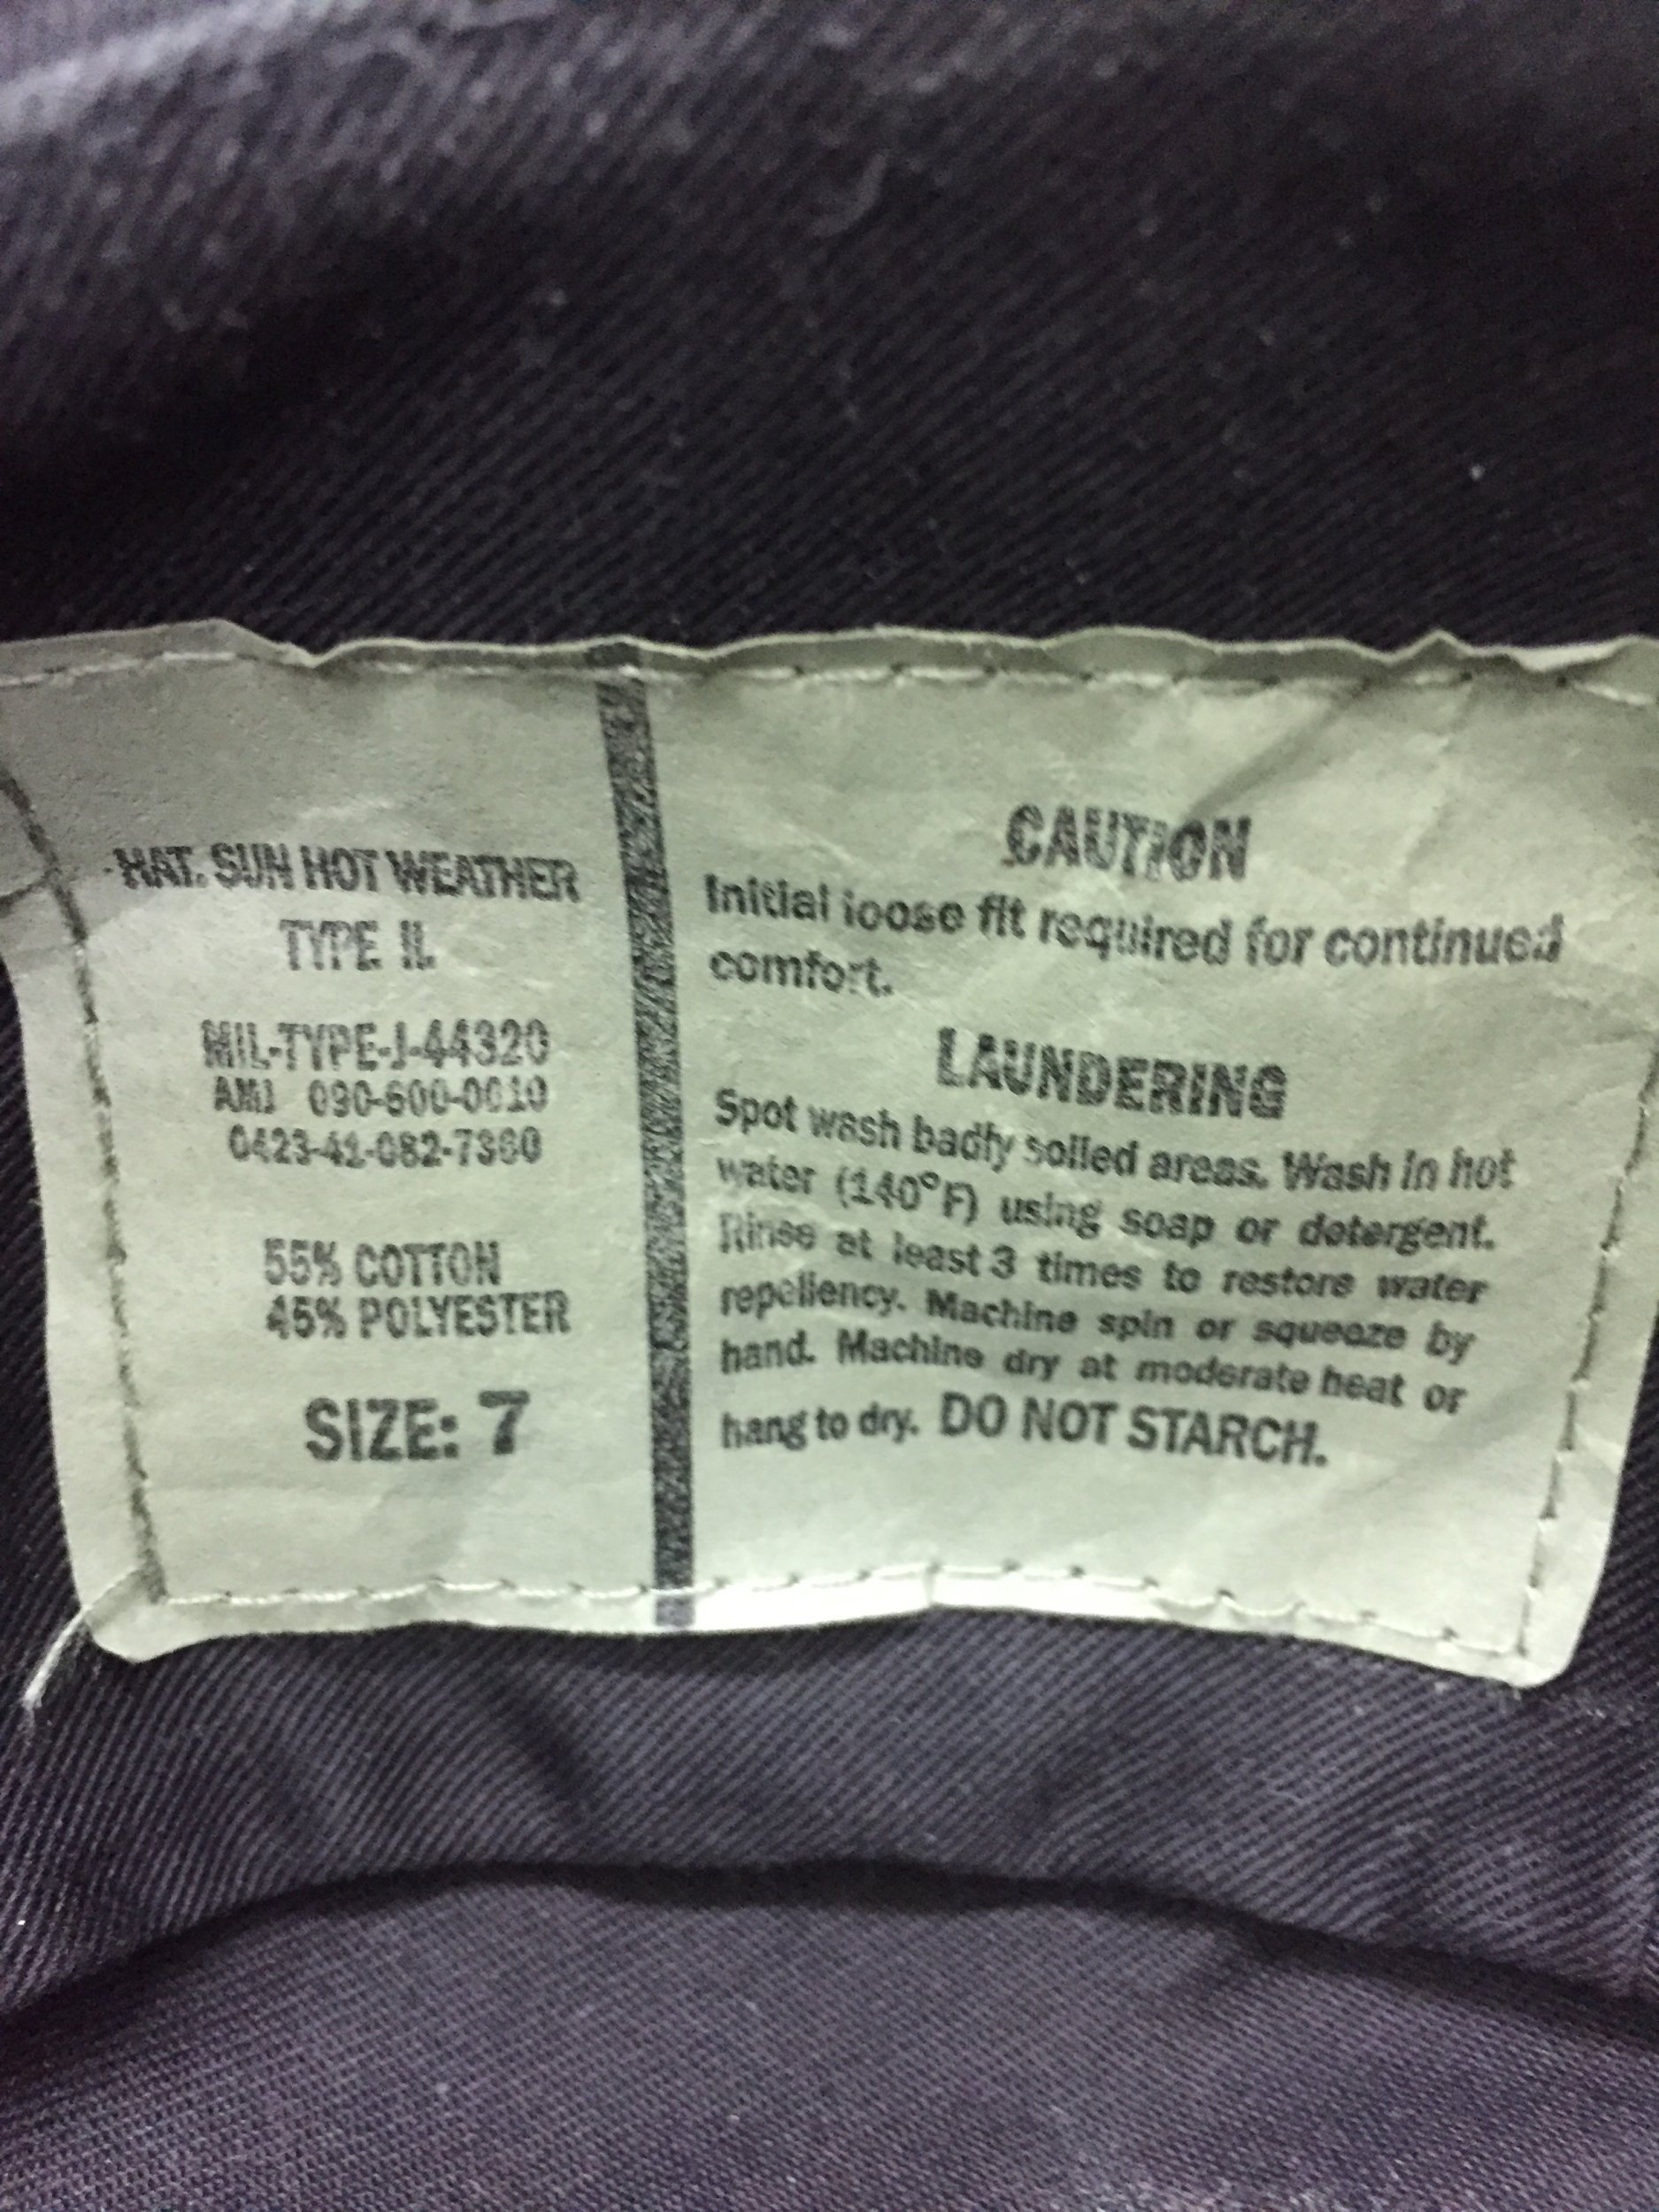 HAT. SUN HOT WEATHER
TYPE II.
MIL-TYPE-J-44320
AMI 090-600-0010
0423-41-082-7360
55% COTTON
45% POLYESTER
SIZE: 7
CAUTION
Initial loose fit required for continued
comfort.
LAUNDERING
Spot wash badly soiled areas. Wash in hot
water (140°F) using soap or detergent.
Rinse at least 3 times to restore water
repellency. Machine spin or squeeze by
hand. Machine dry at moderate heat or
hang to dry. DO NOT STARCH.